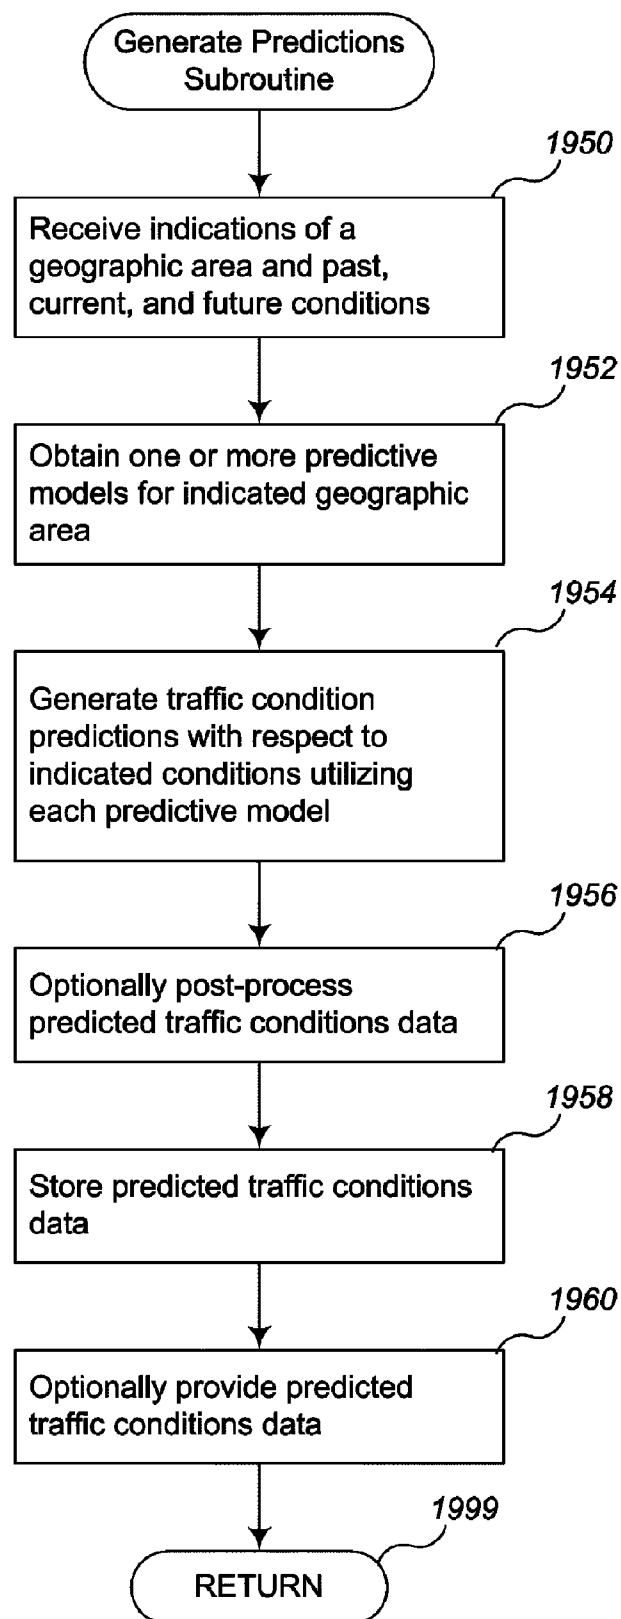 Generate Predictions
Subroutine
1950
Receive indications of a
geographic area and past,
current, and future conditions
1952
Obtain one or more predictive
models for indicated geographic
area
1954
Generate traffic condition
predictions with respect to
indicated conditions utilizing
each predictive model
1956
Optionally post-process
predicted traffic conditions data
1958
Store predicted traffic conditions
data
1960
Optionally provide predicted
traffic conditions data
1999
RETURN